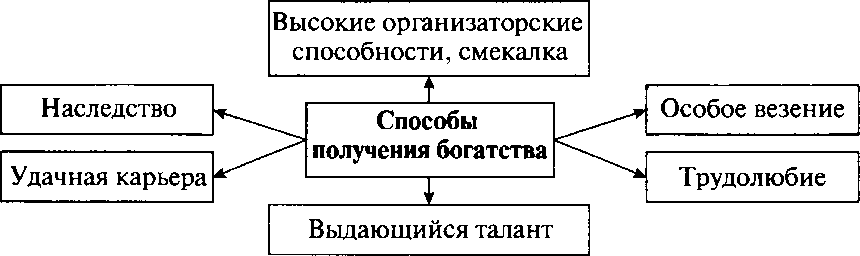 Высокие организаторские
способности, смекалка
Наследство
Способы
получения богатства
Особое везение
Удачная карьера
Трудолюбие
Выдающийся талант